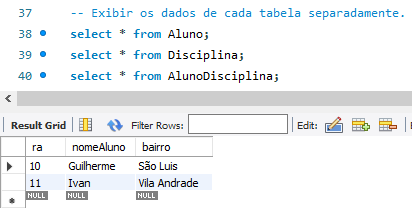 37 -- Exibir os dados de cada tabela separadamente.
38 select * from Aluno;
39 select * from Disciplina;
40 select * from AlunoDisciplina;
Result Grid Filter Rows: Edit:
ra nomeAluno bairro
10 Guilherme São Luis
11 Ivan Vila Andrade
NULL NULL NULL